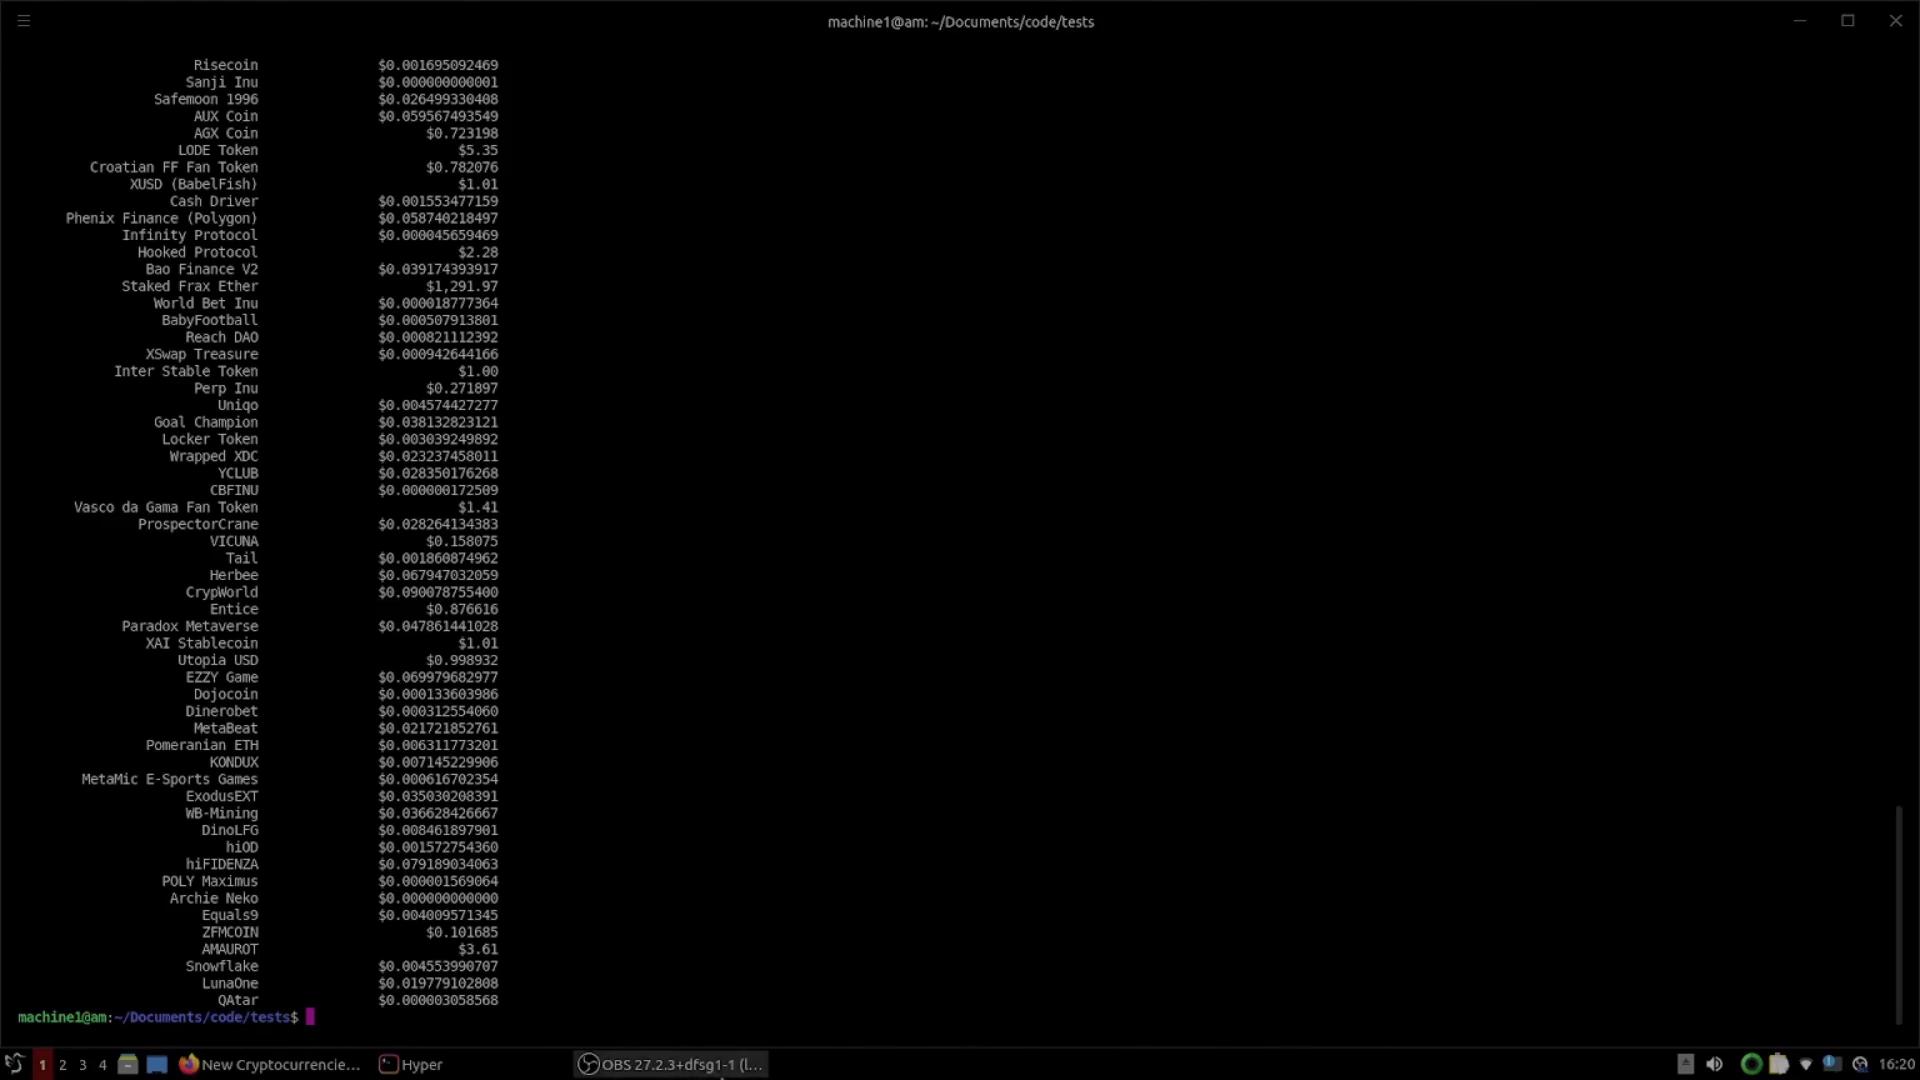 machine1@am: ~/Documents/code/tests
Risecoin $0.001695092469
Sanji Inu $0.000000000001
Safemoon 1996 $0.026499330408
AUX Coin $0.059567493549
AGX Coin $0.723198
LODE Token $5.35
Croatian FF Fan Token $0.782076
XUSD (BabelFish) $1.01
Cash Driver $0.001553477159
Phenix Finance (Polygon) $0.058740218497
Infinity Protocol $0.000045659469
Hooked Protocol $2.28
Bao Finance V2 $0.039174393917
Staked Frax Ether $1,291.97
World Bet Inu $0.000018777364
BabyFootball $0.000507913801
Reach DAO $0.000821112392
XSwap Treasure $0.000942644166
Inter Stable Token $1.00
Perp Inu $0.271897
Uniqo $0.004574427277
Goal Champion $0.038132823121
Locker Token $0.003039249892
Wrapped XDC $0.023237458011
YCLUB $0.028350176268
CBFINU $0.000000172509
Vasco da Gama Fan Token $1.41
ProspectorCrane $0.028264134383
VICUNA $0.158075
Tail $0.001860874962
Herbee $0.067947032059
CrypWorld $0.090078755400
Entice $0.876616
Paradox Metaverse $0.047861441028
XAI Stablecoin $1.01
Utopia USD $0.998932
EZZY Game $0.069979682977
Dojocoin $0.000133603986
Dinerobet $0.000312554060
MetaBeat $0.021721852761
Pomeranian ETH $0.006311773201
KONDUX $0.007145229906
MetaMic E-Sports Games $0.000616702354
ExodusEXT $0.035030208391
WB-Mining $0.036628426667
DinoLFG $0.008461897901
hiOD $0.001572754360
hiFIDENZA $0.079189034063
POLY Maximus $0.000001569064
Archie Neko $0.000000000000
Equals9 $0.004009571345
ZFMCOIN $0.101685
AMAUROT $3.61
Snowflake $0.004553990707
LunaOne $0.019779102808
QAtar $0.000003058568
machine1@am:~/Documents/code/tests$
1 2 3 4 New Cryptocurrencie... Hyper OBS 27.2.3+dfsg1-1 (l... 16:20